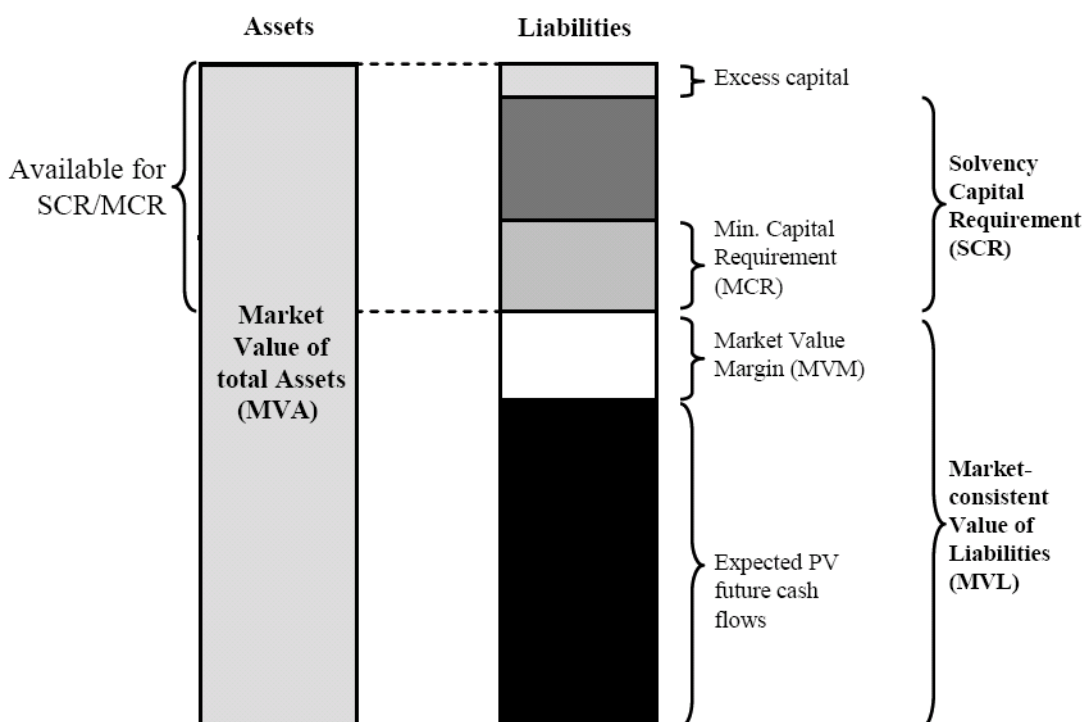 Assets
Liabilities
Excess capital
Available for
SCR/MCR
Solvency
Capital
Requirement
(SCR)
Min. Capital
Requirement
(MCR)
Market
Value of
total Assets
(MVA)
Market Value
Margin (MVM)
Market-
consistent
Value of
Liabilities
(MVL)
Expected PV
future cash
flows